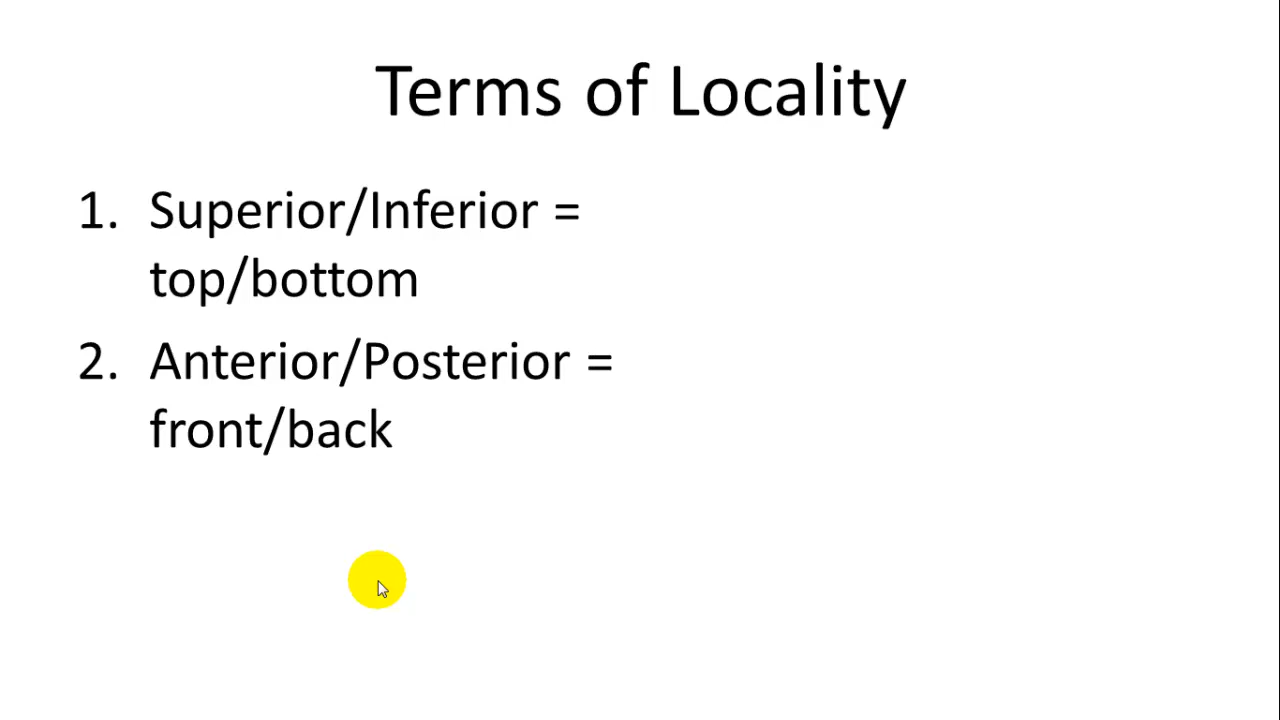 Terms of Locality
1. Superior/Inferior =
top/bottom
2. Anterior/Posterior =
front/back